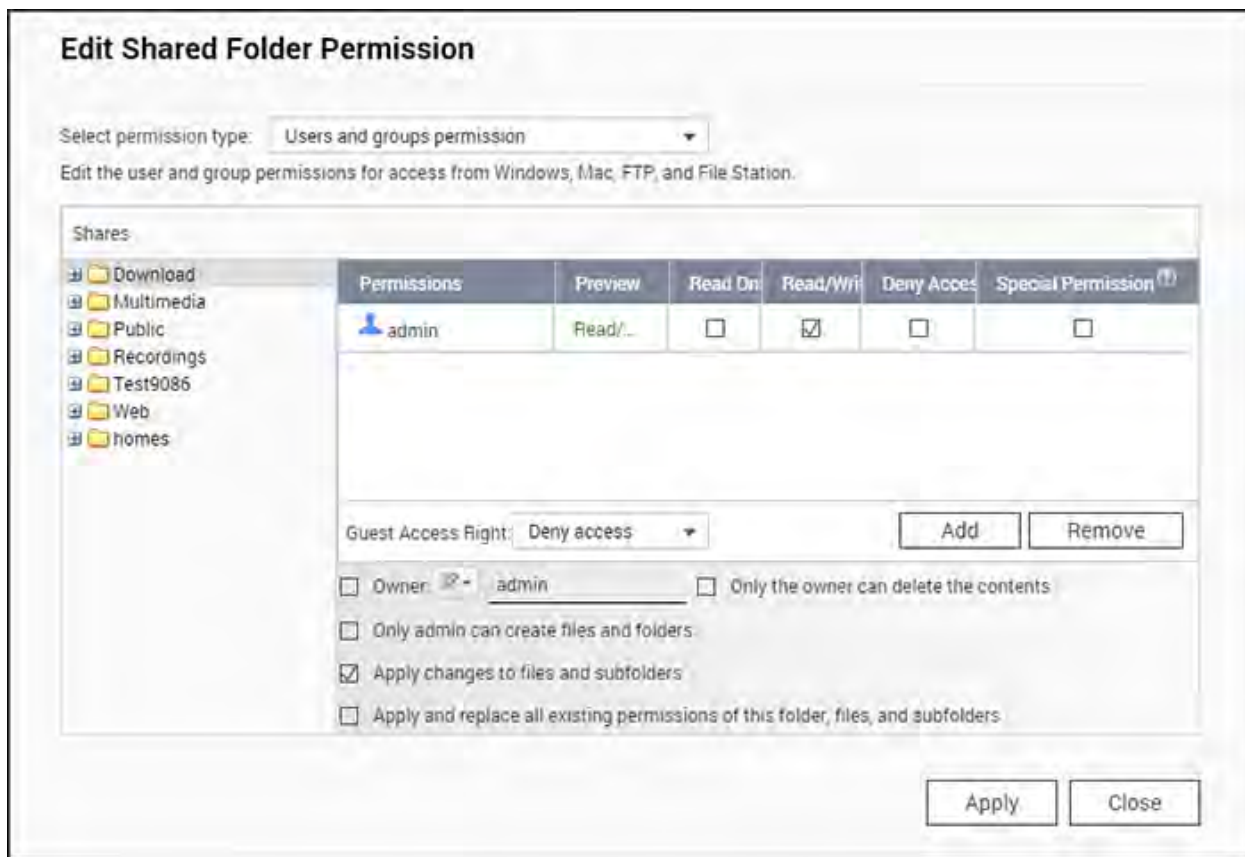 Edit Shared Folder Permission
Select permission type: Users and groups permission
Edit the user and group permissions for access from Windows, Mac, FTP, and File Station.
Shares
Download
Multimedia
Public
Recordings
Test9086
Web
homes
Permissions Preview Read On Read/Wri Deny Acces Special Permission (?)
admin Read/...
Guest Access Right: Deny access Add Remove
Owner: admin Only the owner can delete the contents
Only admin can create files and folders
Apply changes to files and subfolders
Apply and replace all existing permissions of this folder, files, and subfolders
Apply Close